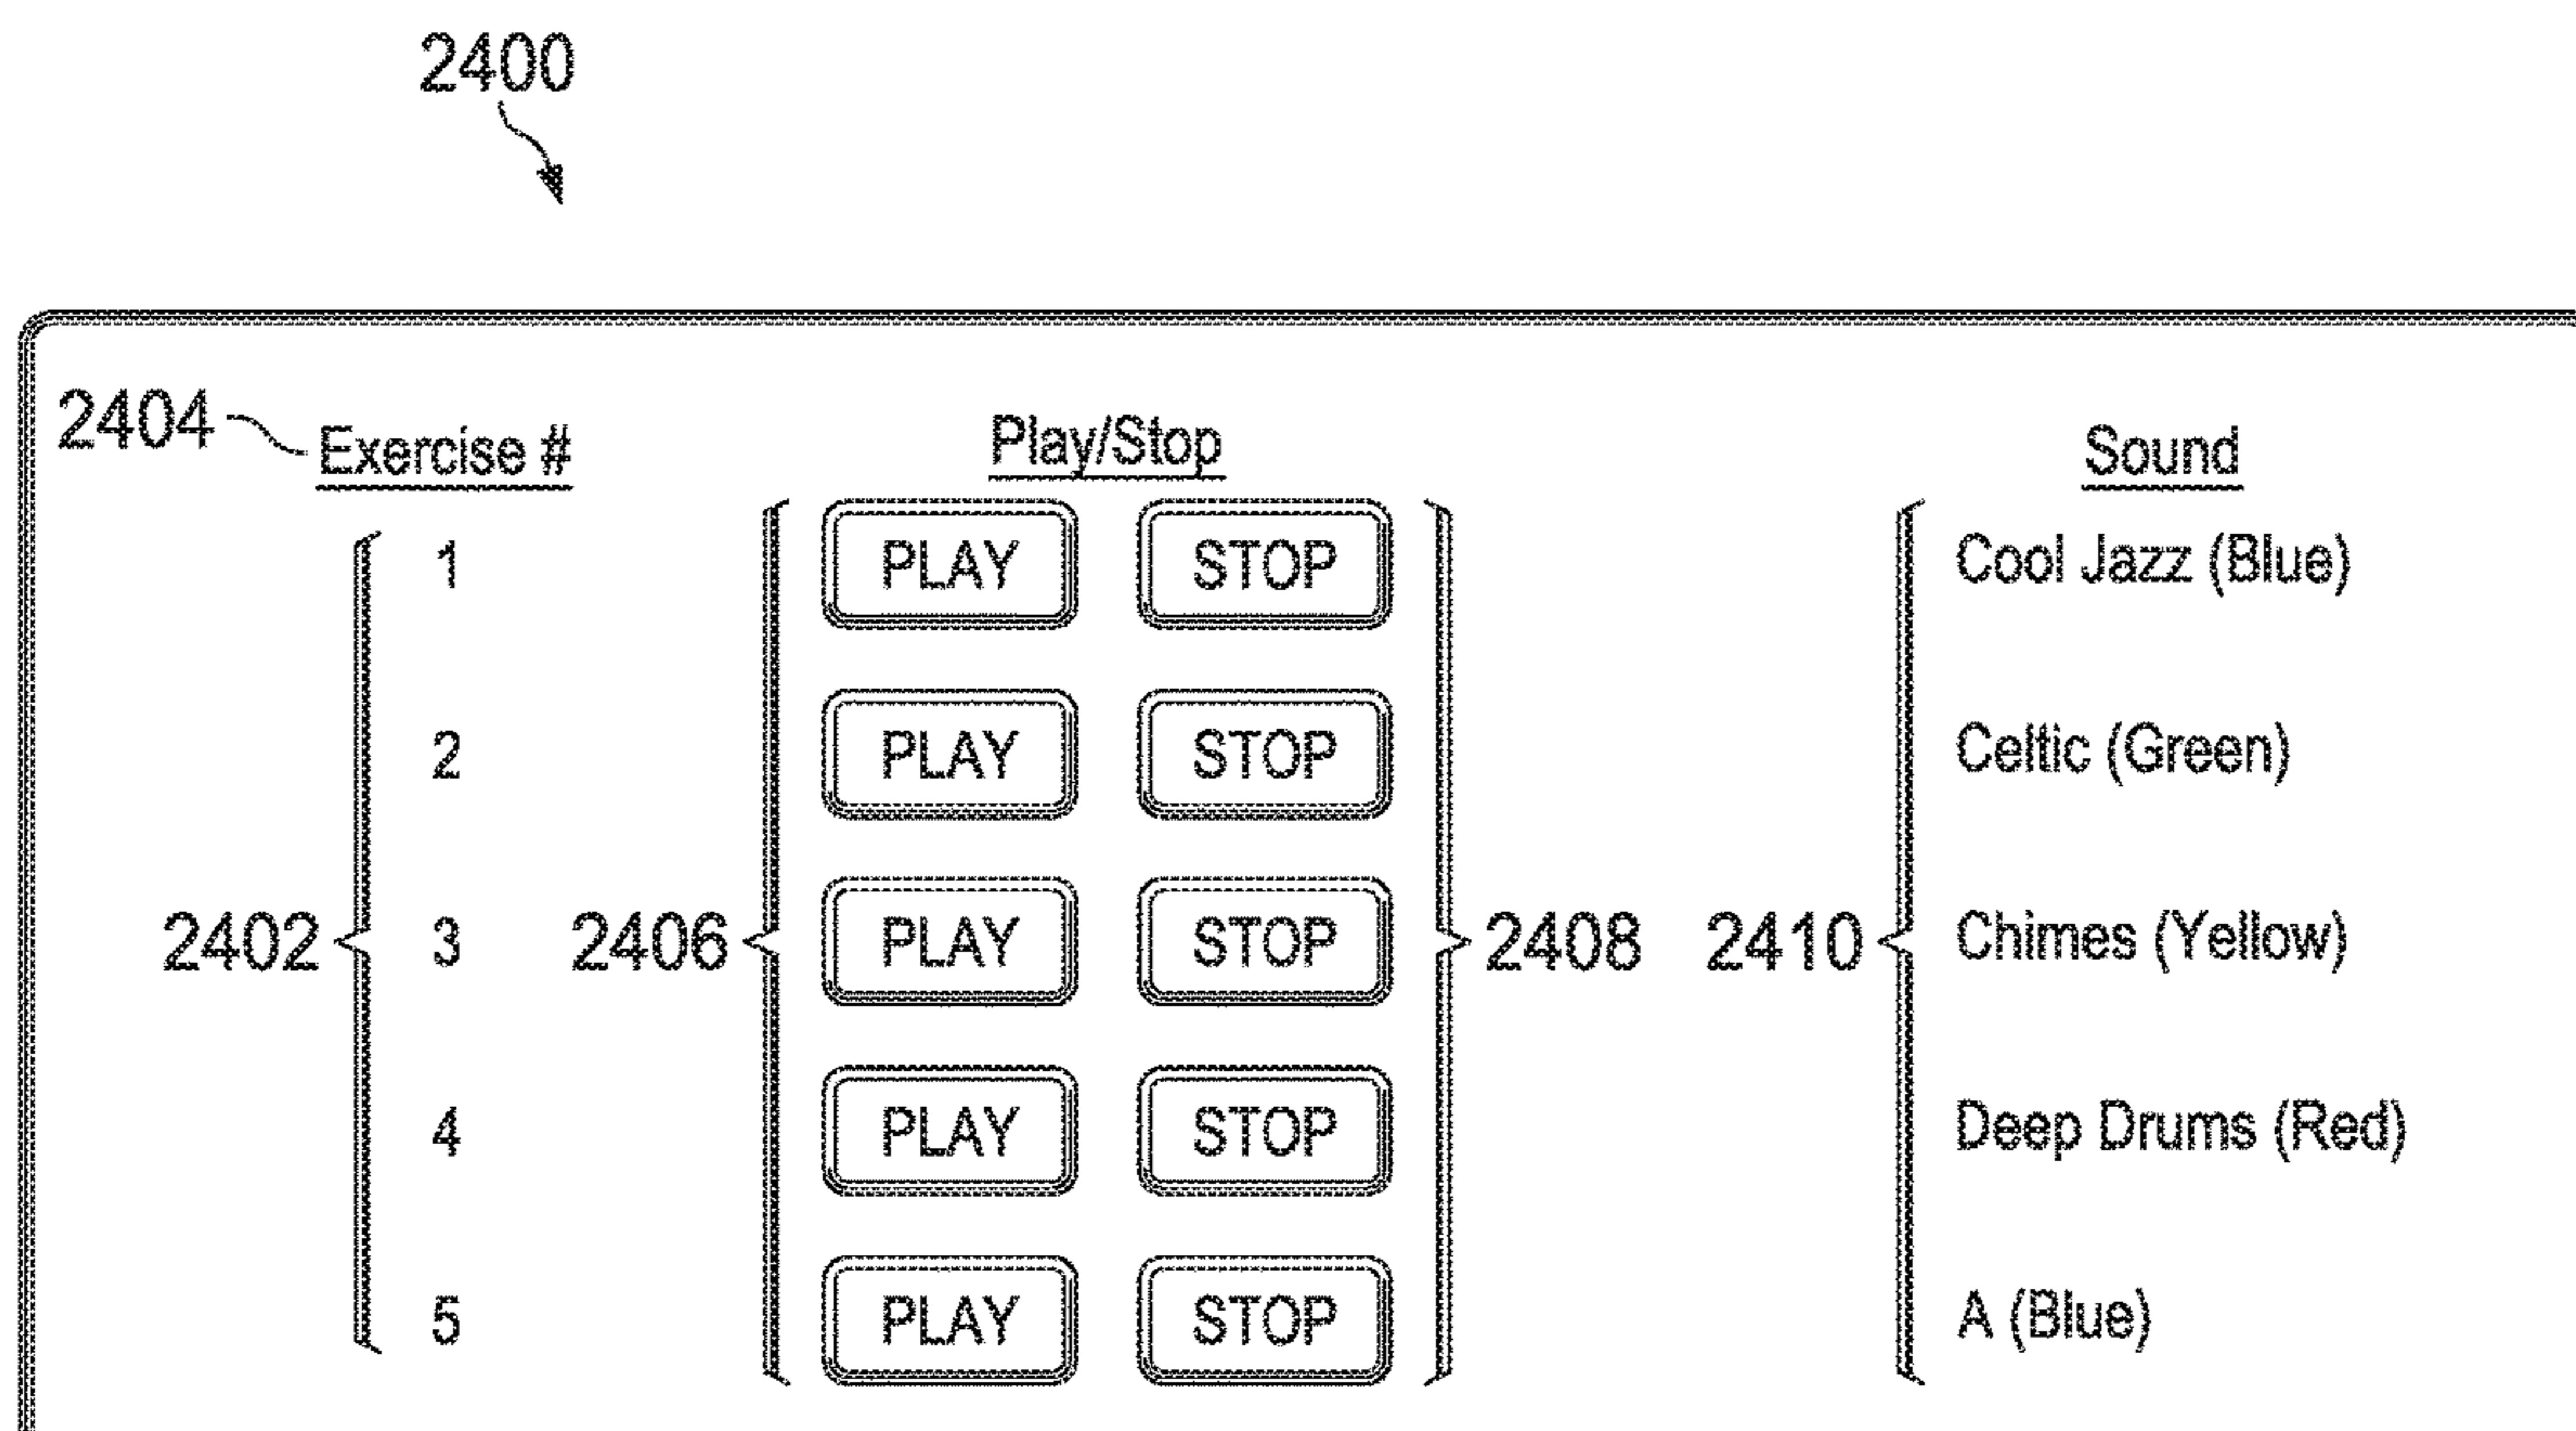 2400
2404 Exercise # Play/Stop Sound
1 PLAY STOP Cool Jazz (Blue)
2 PLAY STOP Celtic (Green)
2402 3 2406 PLAY STOP 2408 2410 Chimes (Yellow)
4 PLAY STOP Deep Drums (Red)
5 PLAY STOP A (Blue)